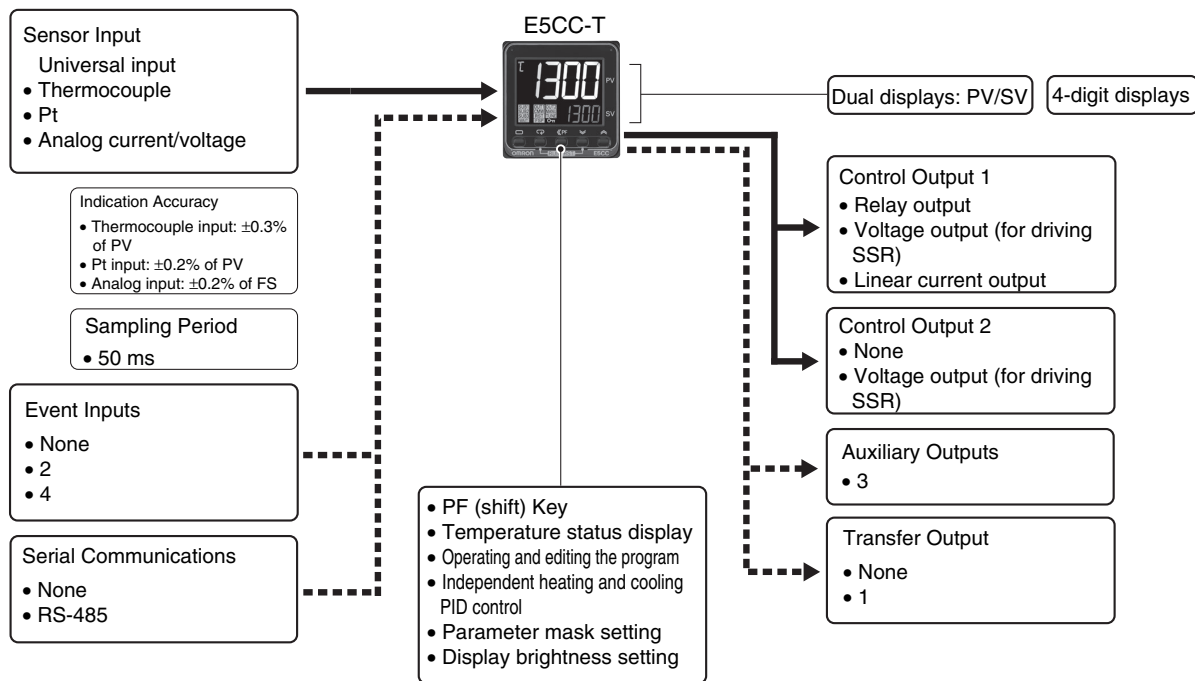 E5CC-T
Sensor Input
Universal input
• Thermocouple
• Pt
• Analog current/voltage
Indication Accuracy
• Thermocouple input: ±0.3%
of PV
• Pt input: ±0.2% of PV
• Analog input: ±0.2% of FS
Sampling Period
• 50 ms
Event Inputs
• None
• 2
• 4
Serial Communications
• None
• RS-485
1300
PV
1300
SV
PF
OMRON
E5CC
• PF (shift) Key
• Temperature status display
• Operating and editing the program
• Independent heating and cooling
PID control
• Parameter mask setting
• Display brightness setting
Dual displays: PV/SV
4-digit displays
Control Output 1
• Relay output
• Voltage output (for driving
SSR)
• Linear current output
Control Output 2
• None
• Voltage output (for driving
SSR)
Auxiliary Outputs
• 3
Transfer Output
• None
• 1